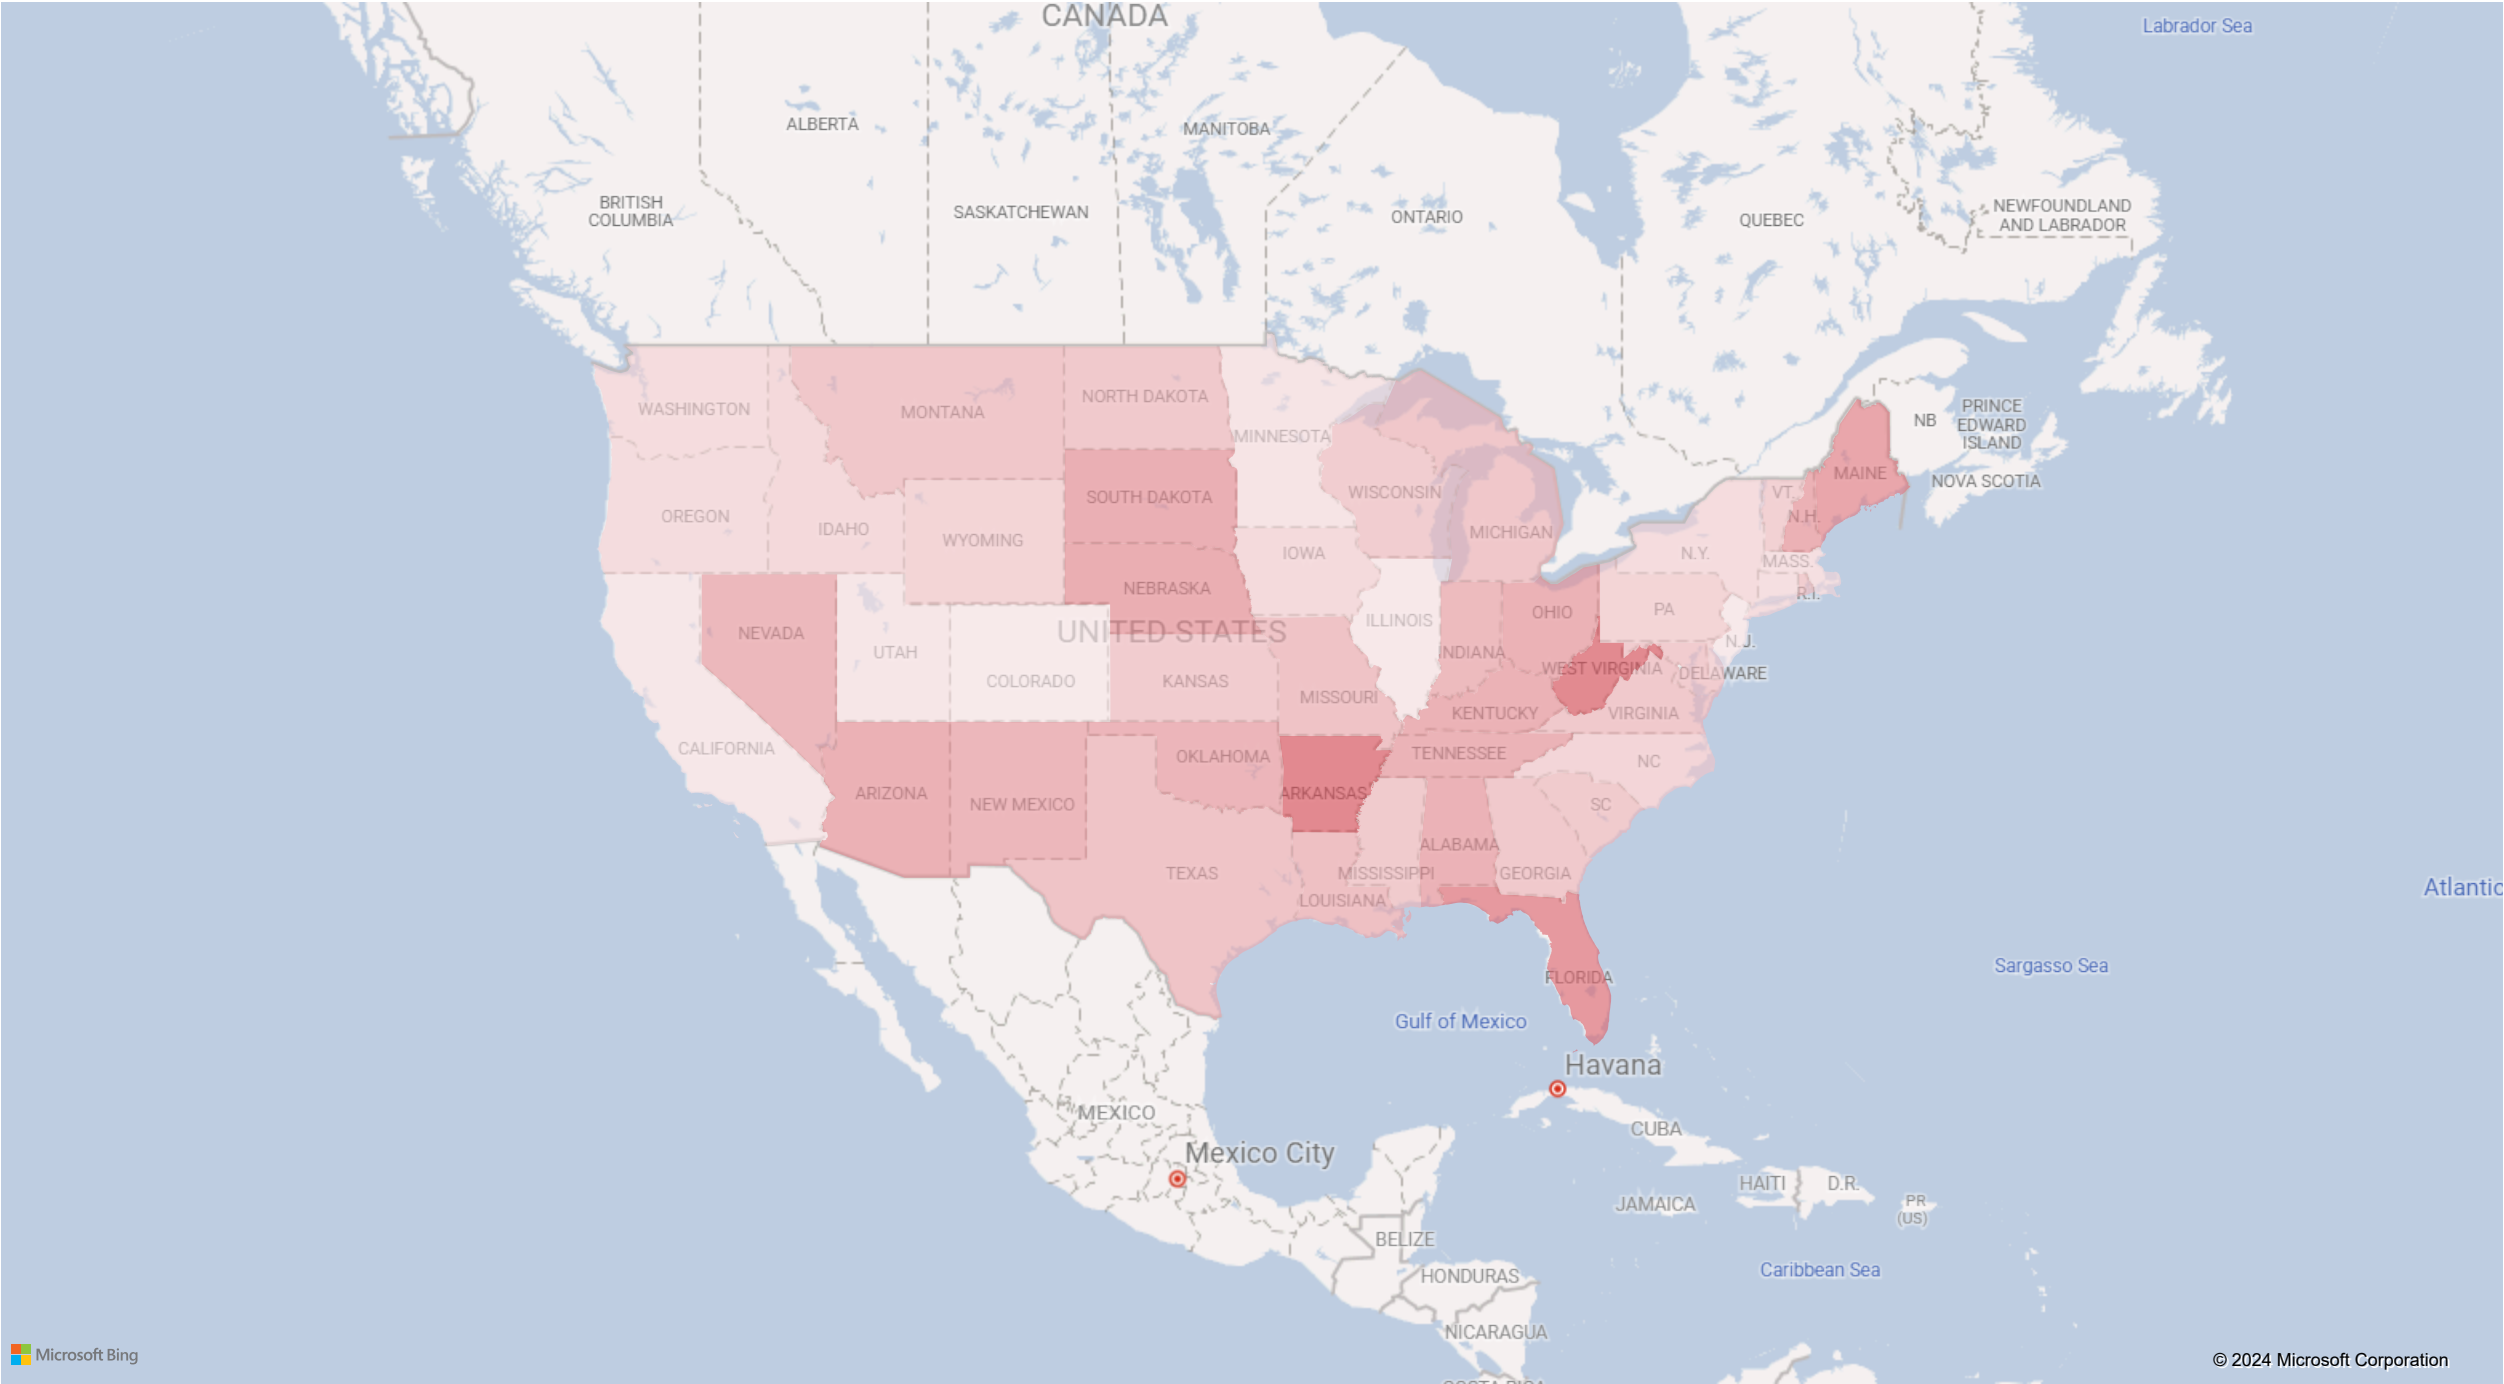 CANADA
Labrador Sea
ALBERTA
MANITOBA
BRITISH
COLUMBIA
SASKATCHEWAN
ONTARIO
QUEBEC
NEWFOUNDLAND
AND LABRADOR
WASHINGTON
MONTANA
NORTH DAKOTA
MINNESOTA
NB
PRINCE
EDWARD
ISLAND
MAINE
NOVA SCOTIA
VT.
N.H.
OREGON
IDAHO
WYOMING
SOUTH DAKOTA
WISCONSIN
MICHIGAN
IOWA
N.Y.
MASS.
R.I.
NEBRASKA
ILLINOIS
OHIO
PA
N.J.
NEVADA
UTAH
UNITED STATES
COLORADO
KANSAS
MISSOURI
INDIANA
WEST VIRGINIA
DELAWARE
KENTUCKY
VIRGINIA
CALIFORNIA
ARIZONA
NEW MEXICO
OKLAHOMA
ARKANSAS
TENNESSEE
NC
SC
TEXAS
ALABAMA
MISSISSIPPI
GEORGIA
LOUISIANA
Atlantic
FLORIDA
Sargasso Sea
Gulf of Mexico
Havana
MEXICO
CUBA
Mexico City
HAITI
D.R.
JAMAICA
PR
(US)
BELIZE
HONDURAS
Caribbean Sea
NICARAGUA
Microsoft Bing
© 2024 Microsoft Corporation